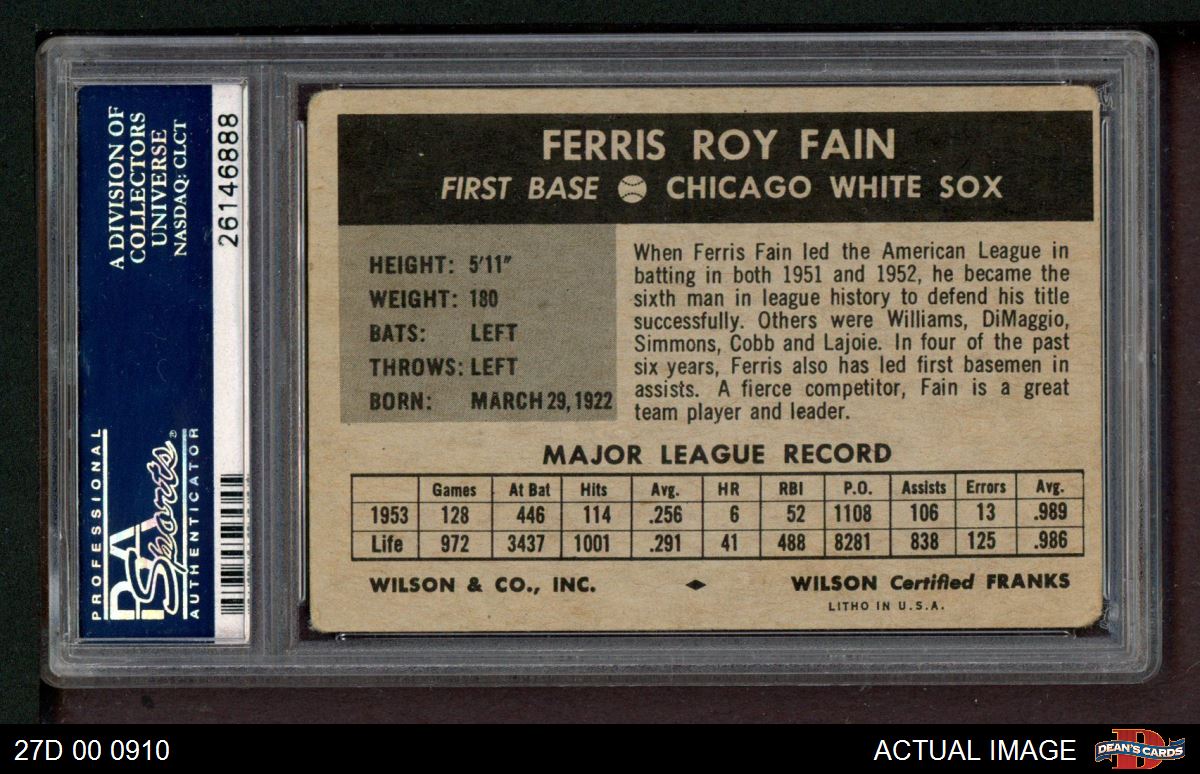 A DIVISION OF
COLLECTORS
UNIVERSE
NASDAQ: CLCT
26146888
PROFESSIONAL
PSA
Sports®
AUTHENTICATOR
FERRIS ROY FAIN
FIRST BASE CHICAGO WHITE SOX
HEIGHT: 5'11"
WEIGHT: 180
BATS: LEFT
THROWS: LEFT
BORN: MARCH 29, 1922
When Ferris Fain led the American League in
batting in both 1951 and 1952, he became the
sixth man in league history to defend his title
successfully. Others were Williams, DiMaggio,
Simmons, Cobb and Lajoie. In four of the past
six years, Ferris also has led first basemen in
assists. A fierce competitor, Fain is a great
team player and leader.
MAJOR LEAGUE RECORD
Games At Bat Hits Avg. HR RBI P.O. Assists Errors Avg.
1953 128 446 114 .256 6 52 1108 106 13 .989
Life 972 3437 1001 .291 41 488 8281 838 125 .986
WILSON & CO., INC. WILSON Certified FRANKS
LITHO IN U.S.A.
27D 00 0910
ACTUAL IMAGE
D
DEAN'S CARDS